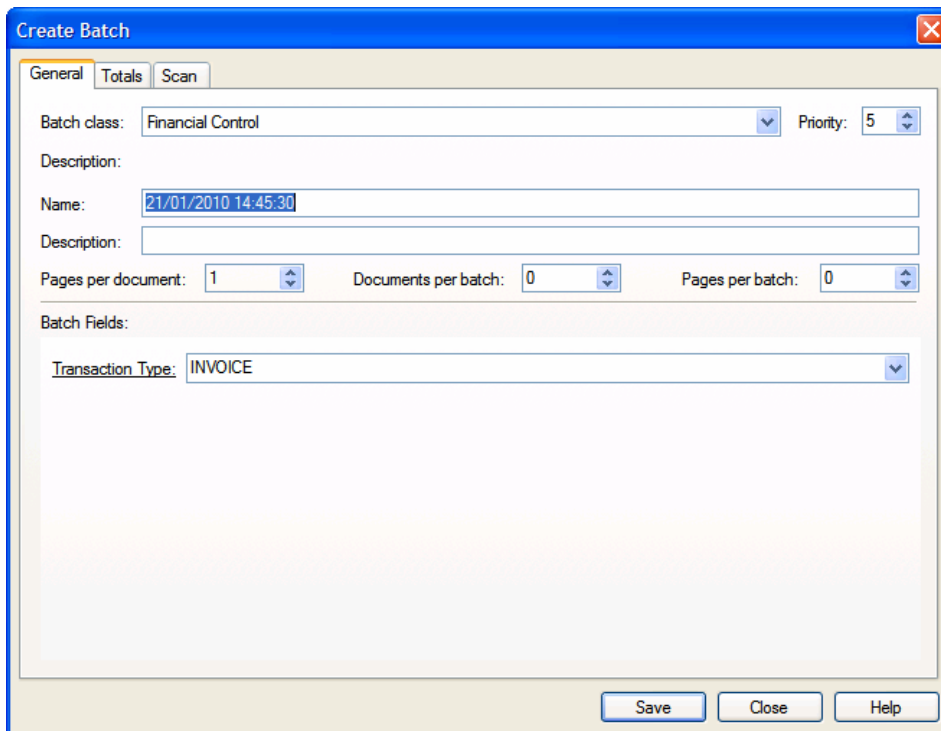 Create Batch
General Totals Scan
Batch class: Financial Control Priority: 5
Description:
Name: 21/01/2010 14:45:30
Description:
Pages per document: 1 Documents per batch: 0 Pages per batch: 0
Batch Fields:
Transaction Type: INVOICE
Save Close Help